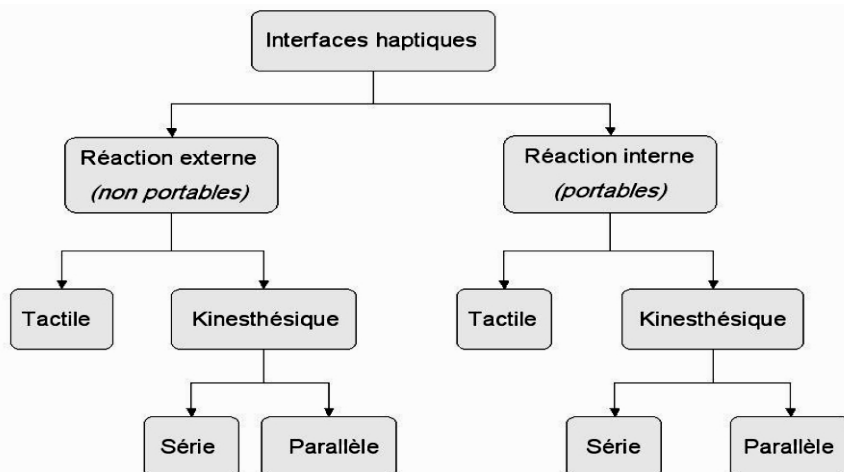 Interfaces haptiques
Réaction externe
(non portables)
Réaction interne
(portables)
Tactile
Kinesthésique
Tactile
Kinesthésique
Série
Parallèle
Série
Parallèle